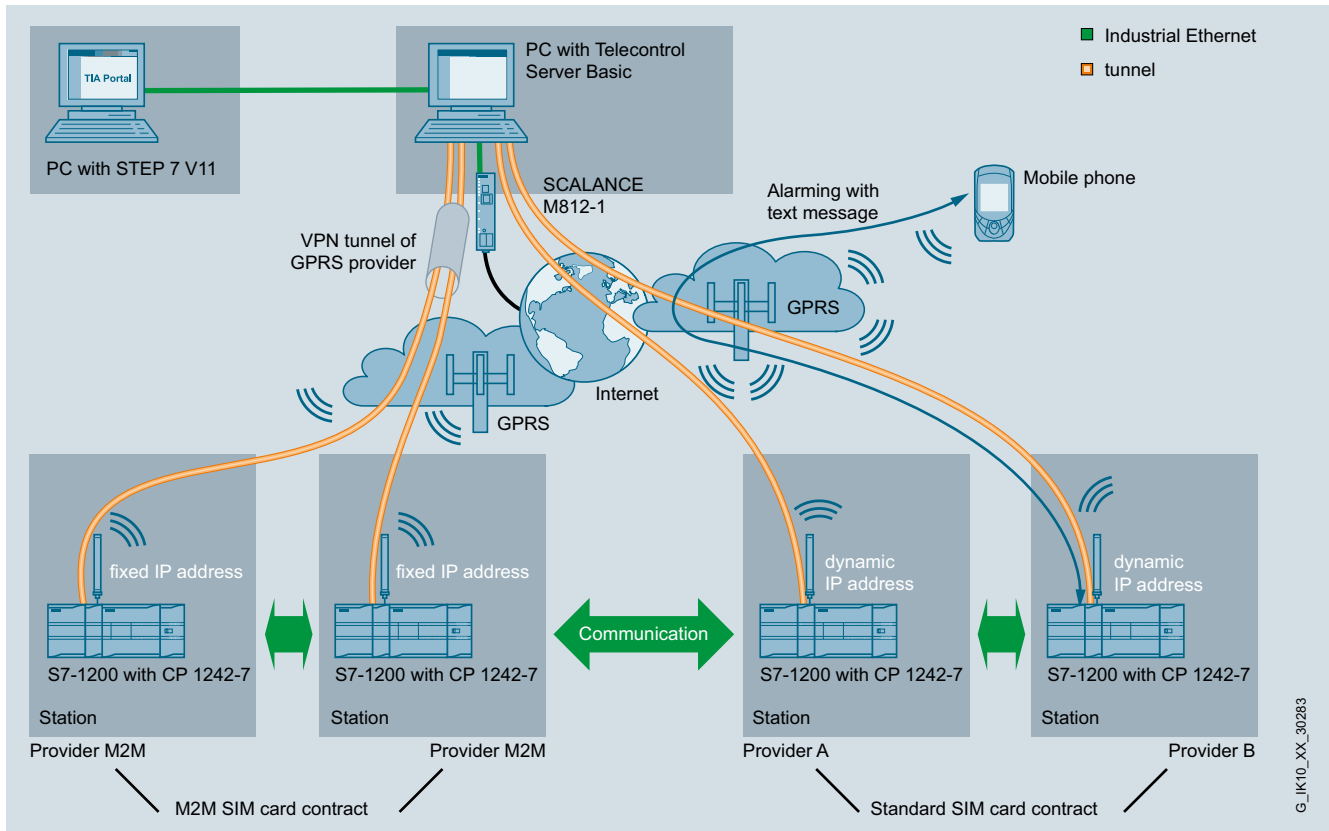 TIA Portal
PC with STEP 7 V11
PC with Telecontrol
Server Basic
Industrial Ethernet
tunnel
SCALANCE
M812-1
Alarming with
text message
Mobile phone
VPN tunnel of
GPRS provider
GPRS
Internet
GPRS
fixed IP address
fixed IP address
dynamic
IP address
dynamic
IP address
Communication
S7-1200 with CP 1242-7
S7-1200 with CP 1242-7
S7-1200 with CP 1242-7
S7-1200 with CP 1242-7
Station
Station
Station
Station
Provider M2M
Provider M2M
Provider A
Provider B
M2M SIM card contract
Standard SIM card contract
G_IK10_XX_30283